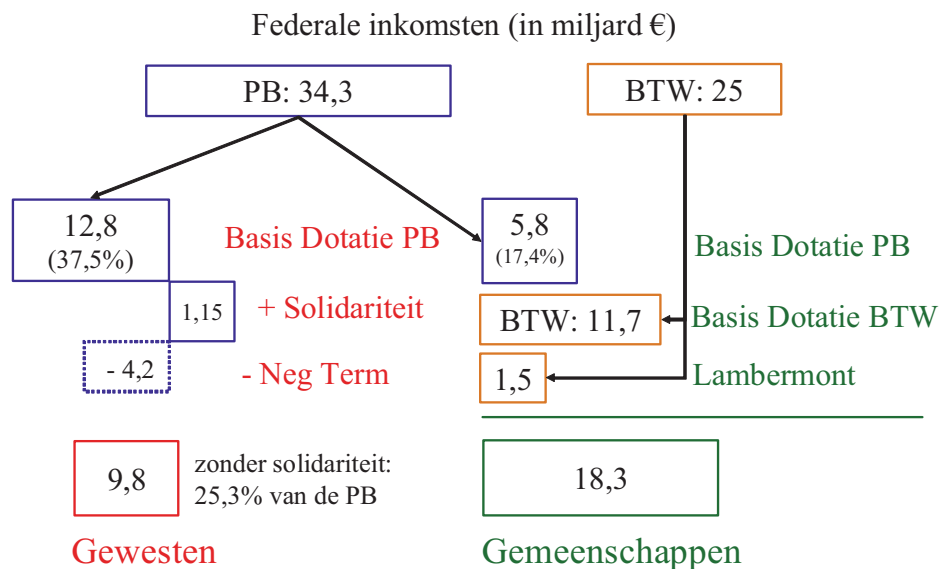 Federale inkomsten (in miljard €)
PB: 34,3
BTW: 25
12,8
(37,5%)
Basis Dotatie PB
5,8
(17,4%)
Basis Dotatie PB
1,15
+ Solidariteit
BTW: 11,7
Basis Dotatie BTW
- 4,2
- Neg Term
1,5
Lambermont
9,8
zonder solidariteit:
25,3% van de PB
18,3
Gewesten
Gemeenschappen